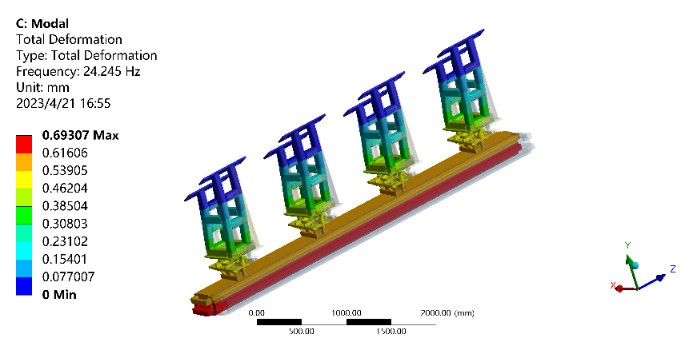 C: Modal
Total Deformation
Type: Total Deformation
Frequency: 24.245 Hz
Unit: mm
2023/4/21 16:55
0.69307 Max
0.61606
0.53905
0.46204
0.38504
0.30803
0.23102
0.15401
0.077007
0 Min
0.00 1000.00 2000.00 (mm)
500.00 1500.00
Y
X Z